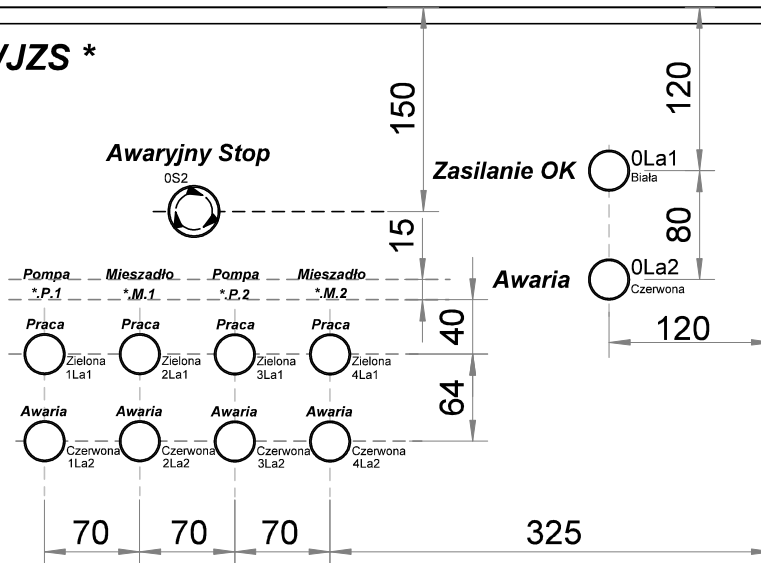 /JZS *
150
120
Awaryjny Stop
0S2
Zasilanie OK
0La1
Biała
15
80
Pompa Mieszadło Pompa Mieszadło
*.P.1 *.M.1 *.P.2 *.M.2
Awaria
0La2
Czerwona
Praca Praca Praca Praca
40
120
Zielona Zielona Zielona Zielona
1La1 2La1 3La1 4La1
64
Awaria Awaria Awaria Awaria
Czerwona Czerwona Czerwona Czerwona
1La2 2La2 3La2 4La2
70 70 70 325